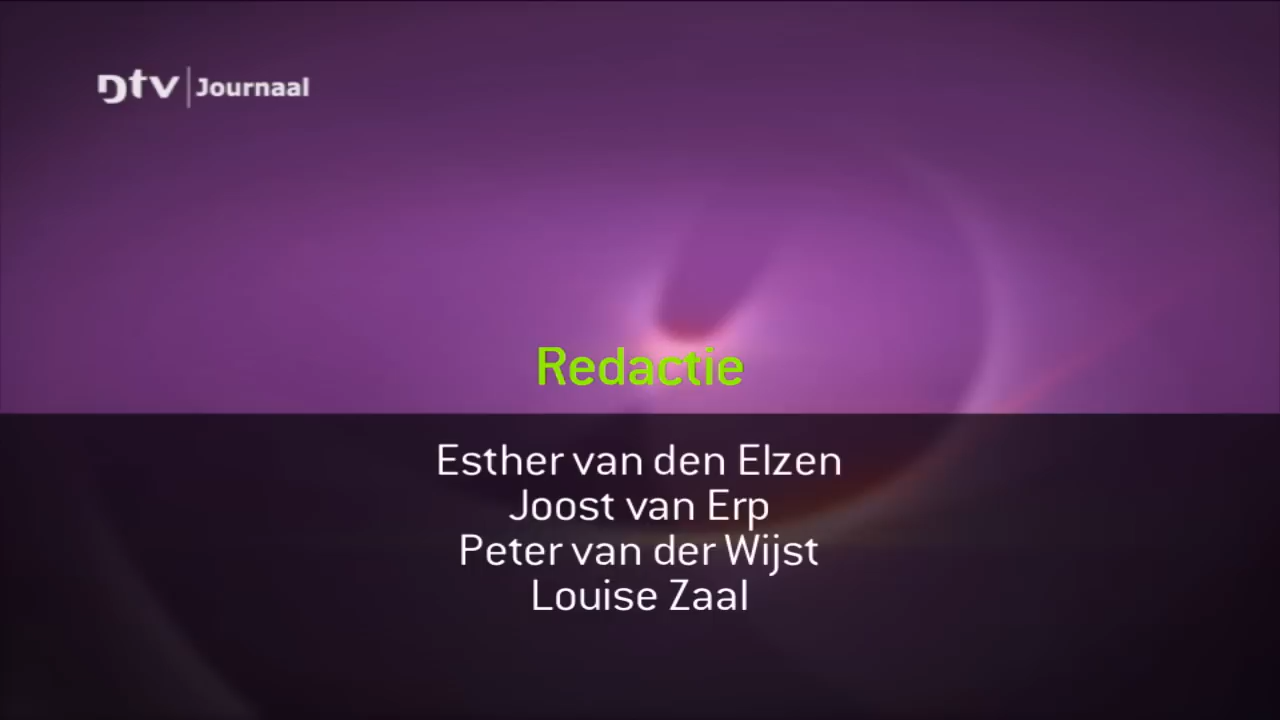 Dtv Journaal
Redactie
Esther van den Elzen
Joost van Erp
Peter van der Wijst
Louise Zaal